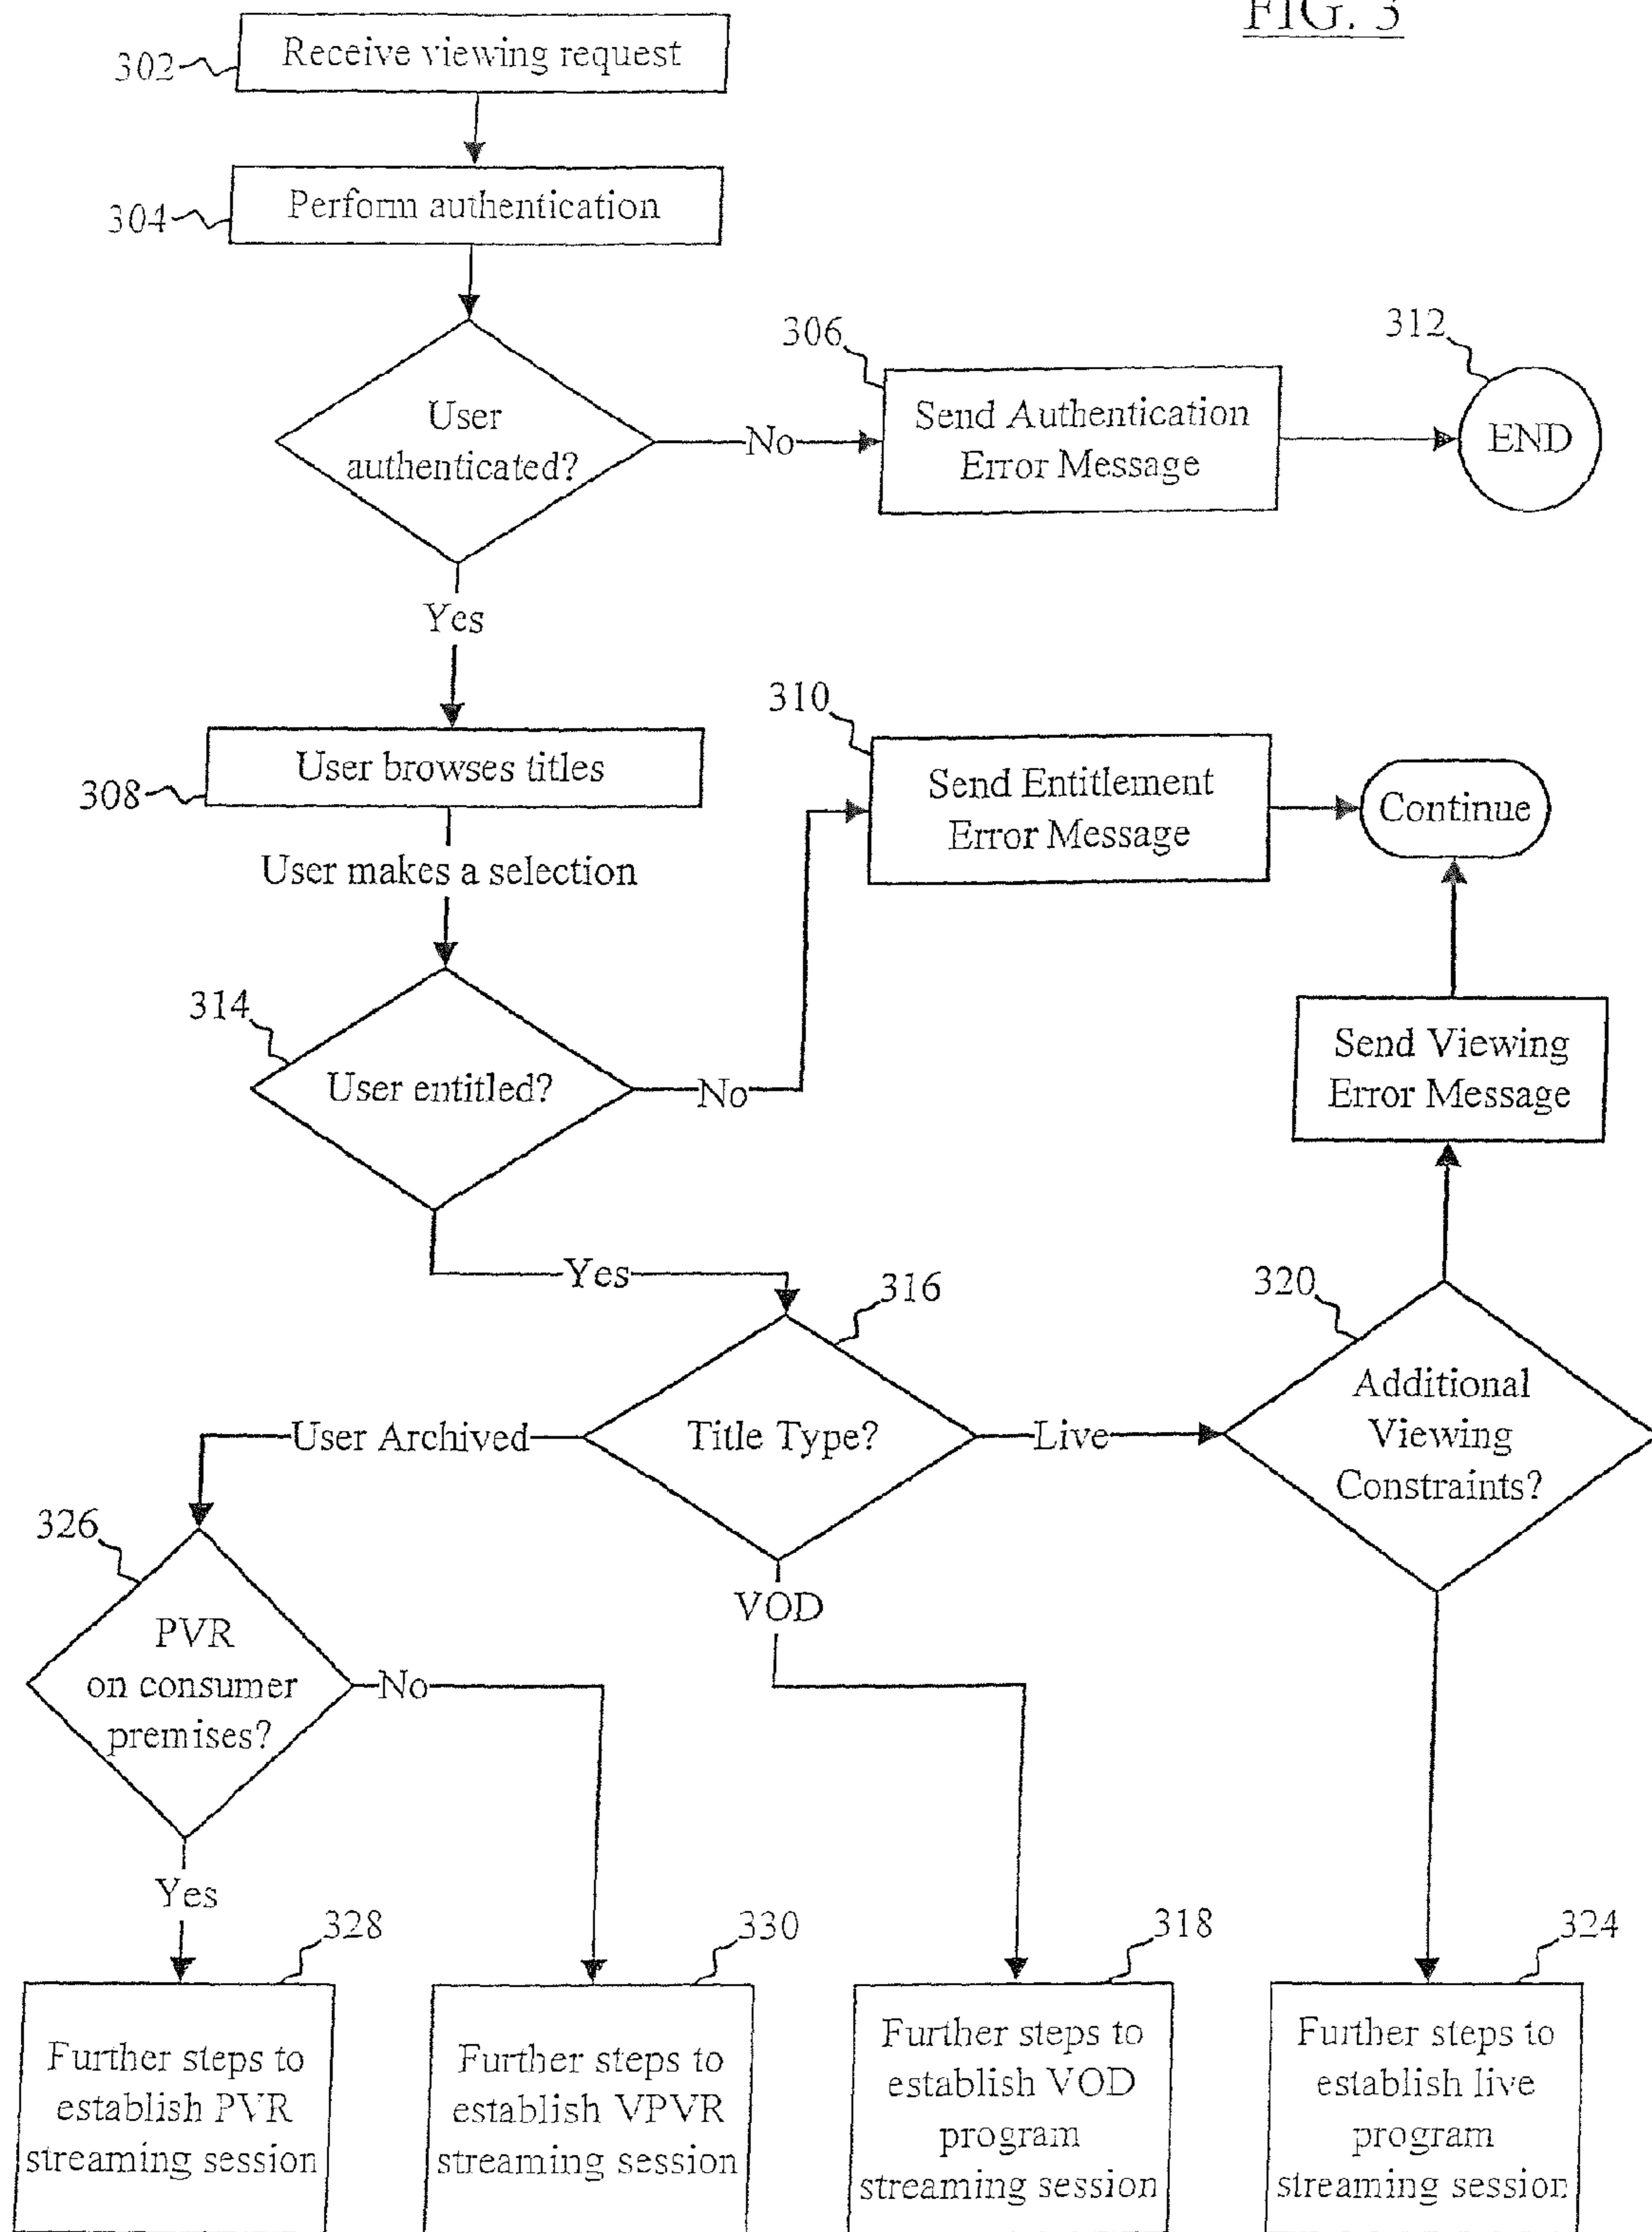 FIG. 3
302
Receive viewing request
304
Perform authentication
User
authenticated?
No
306
Send Authentication
Error Message
312
END
Yes
308
User browses titles
User makes a selection
310
Send Entitlement
Error Message
Continue
314
User entitled?
No
Send Viewing
Error Message
Yes
316
Title Type?
User Archived
Live
VOD
320
Additional
Viewing
Constraints?
326
PVR
on consumer
premises?
No
Yes
328
Further steps to
establish PVR
streaming session
330
Further steps to
establish VPVR
streaming session
318
Further steps to
establish VOD
program
streaming session
324
Further steps to
establish live
program
streaming session